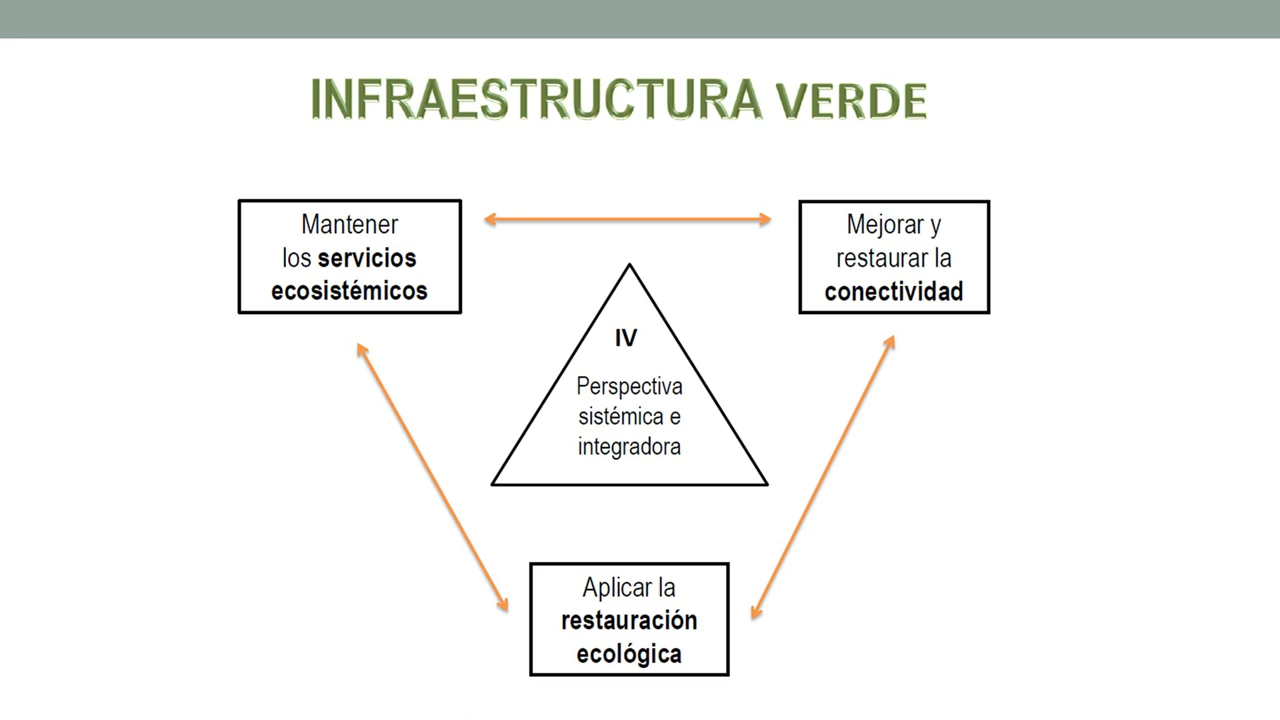 INFRAESTRUCTURA VERDE
Mantener
los servicios
ecosistémicos
Mejorar y
restaurar la
conectividad
IV
Perspectiva
sistémica e
integradora
Aplicar la
restauración
ecológica